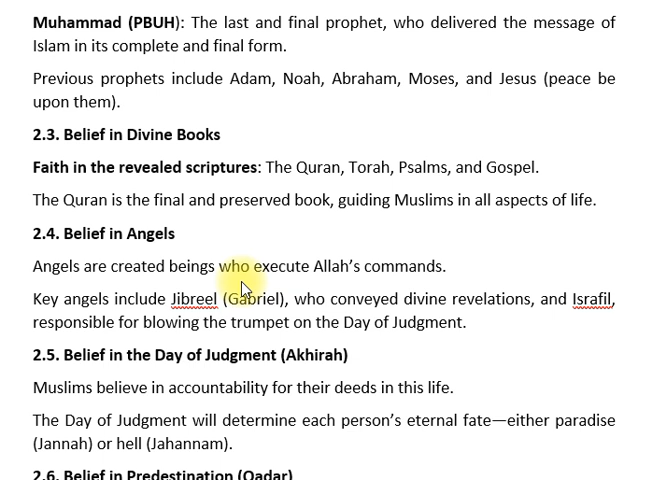 Muhammad (PBUH): The last and final prophet, who delivered the message of
Islam in its complete and final form.
Previous prophets include Adam, Noah, Abraham, Moses, and Jesus (peace be
upon them).
2.3. Belief in Divine Books
Faith in the revealed scriptures: The Quran, Torah, Psalms, and Gospel.
The Quran is the final and preserved book, guiding Muslims in all aspects of life.
2.4. Belief in Angels
Angels are created beings who execute Allah’s commands.
Key angels include Jibreel (Gabriel), who conveyed divine revelations, and Israfil,
responsible for blowing the trumpet on the Day of Judgment.
2.5. Belief in the Day of Judgment (Akhirah)
Muslims believe in accountability for their deeds in this life.
The Day of Judgment will determine each person’s eternal fate—either paradise
(Jannah) or hell (Jahannam).
2.6. Belief in Predestination (Qadar)